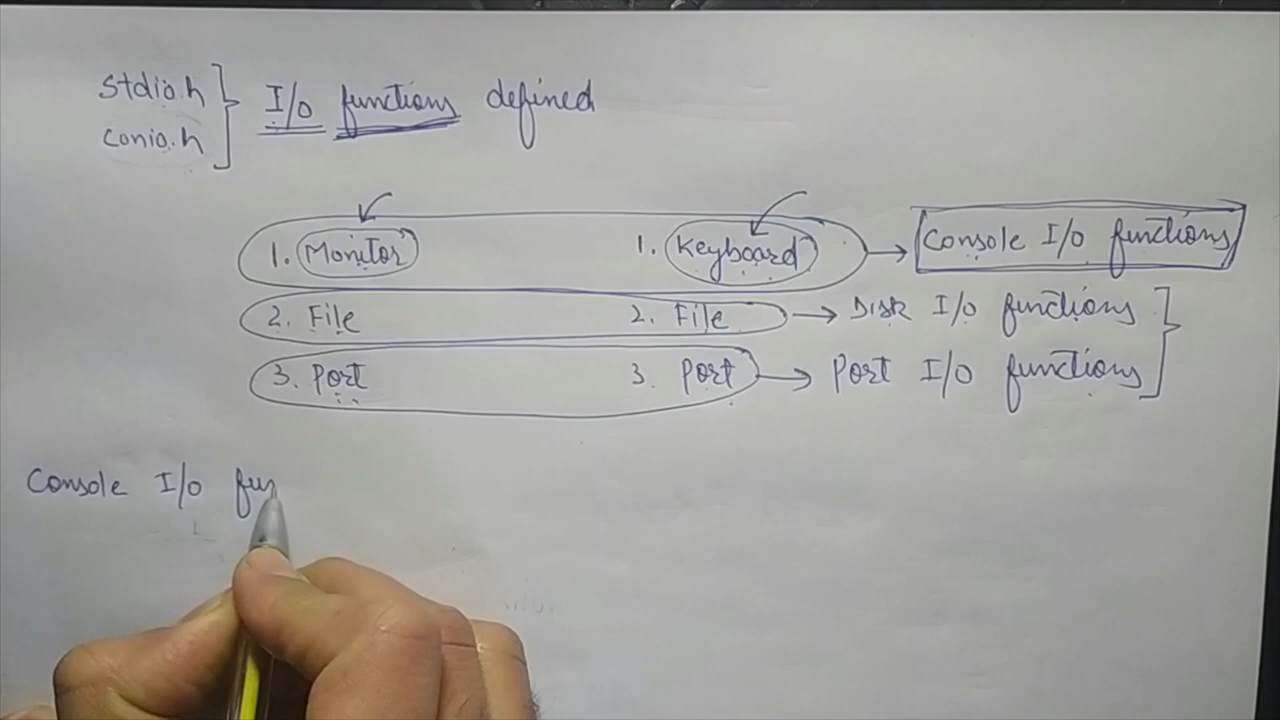 stdio.h
conio.h
I/O functions defined
1. Monitor 1. Keyboard → Console I/O functions
2. File 2. File → Disk I/O functions
3. Port 3. Port → Port I/O functions
Console I/O fun